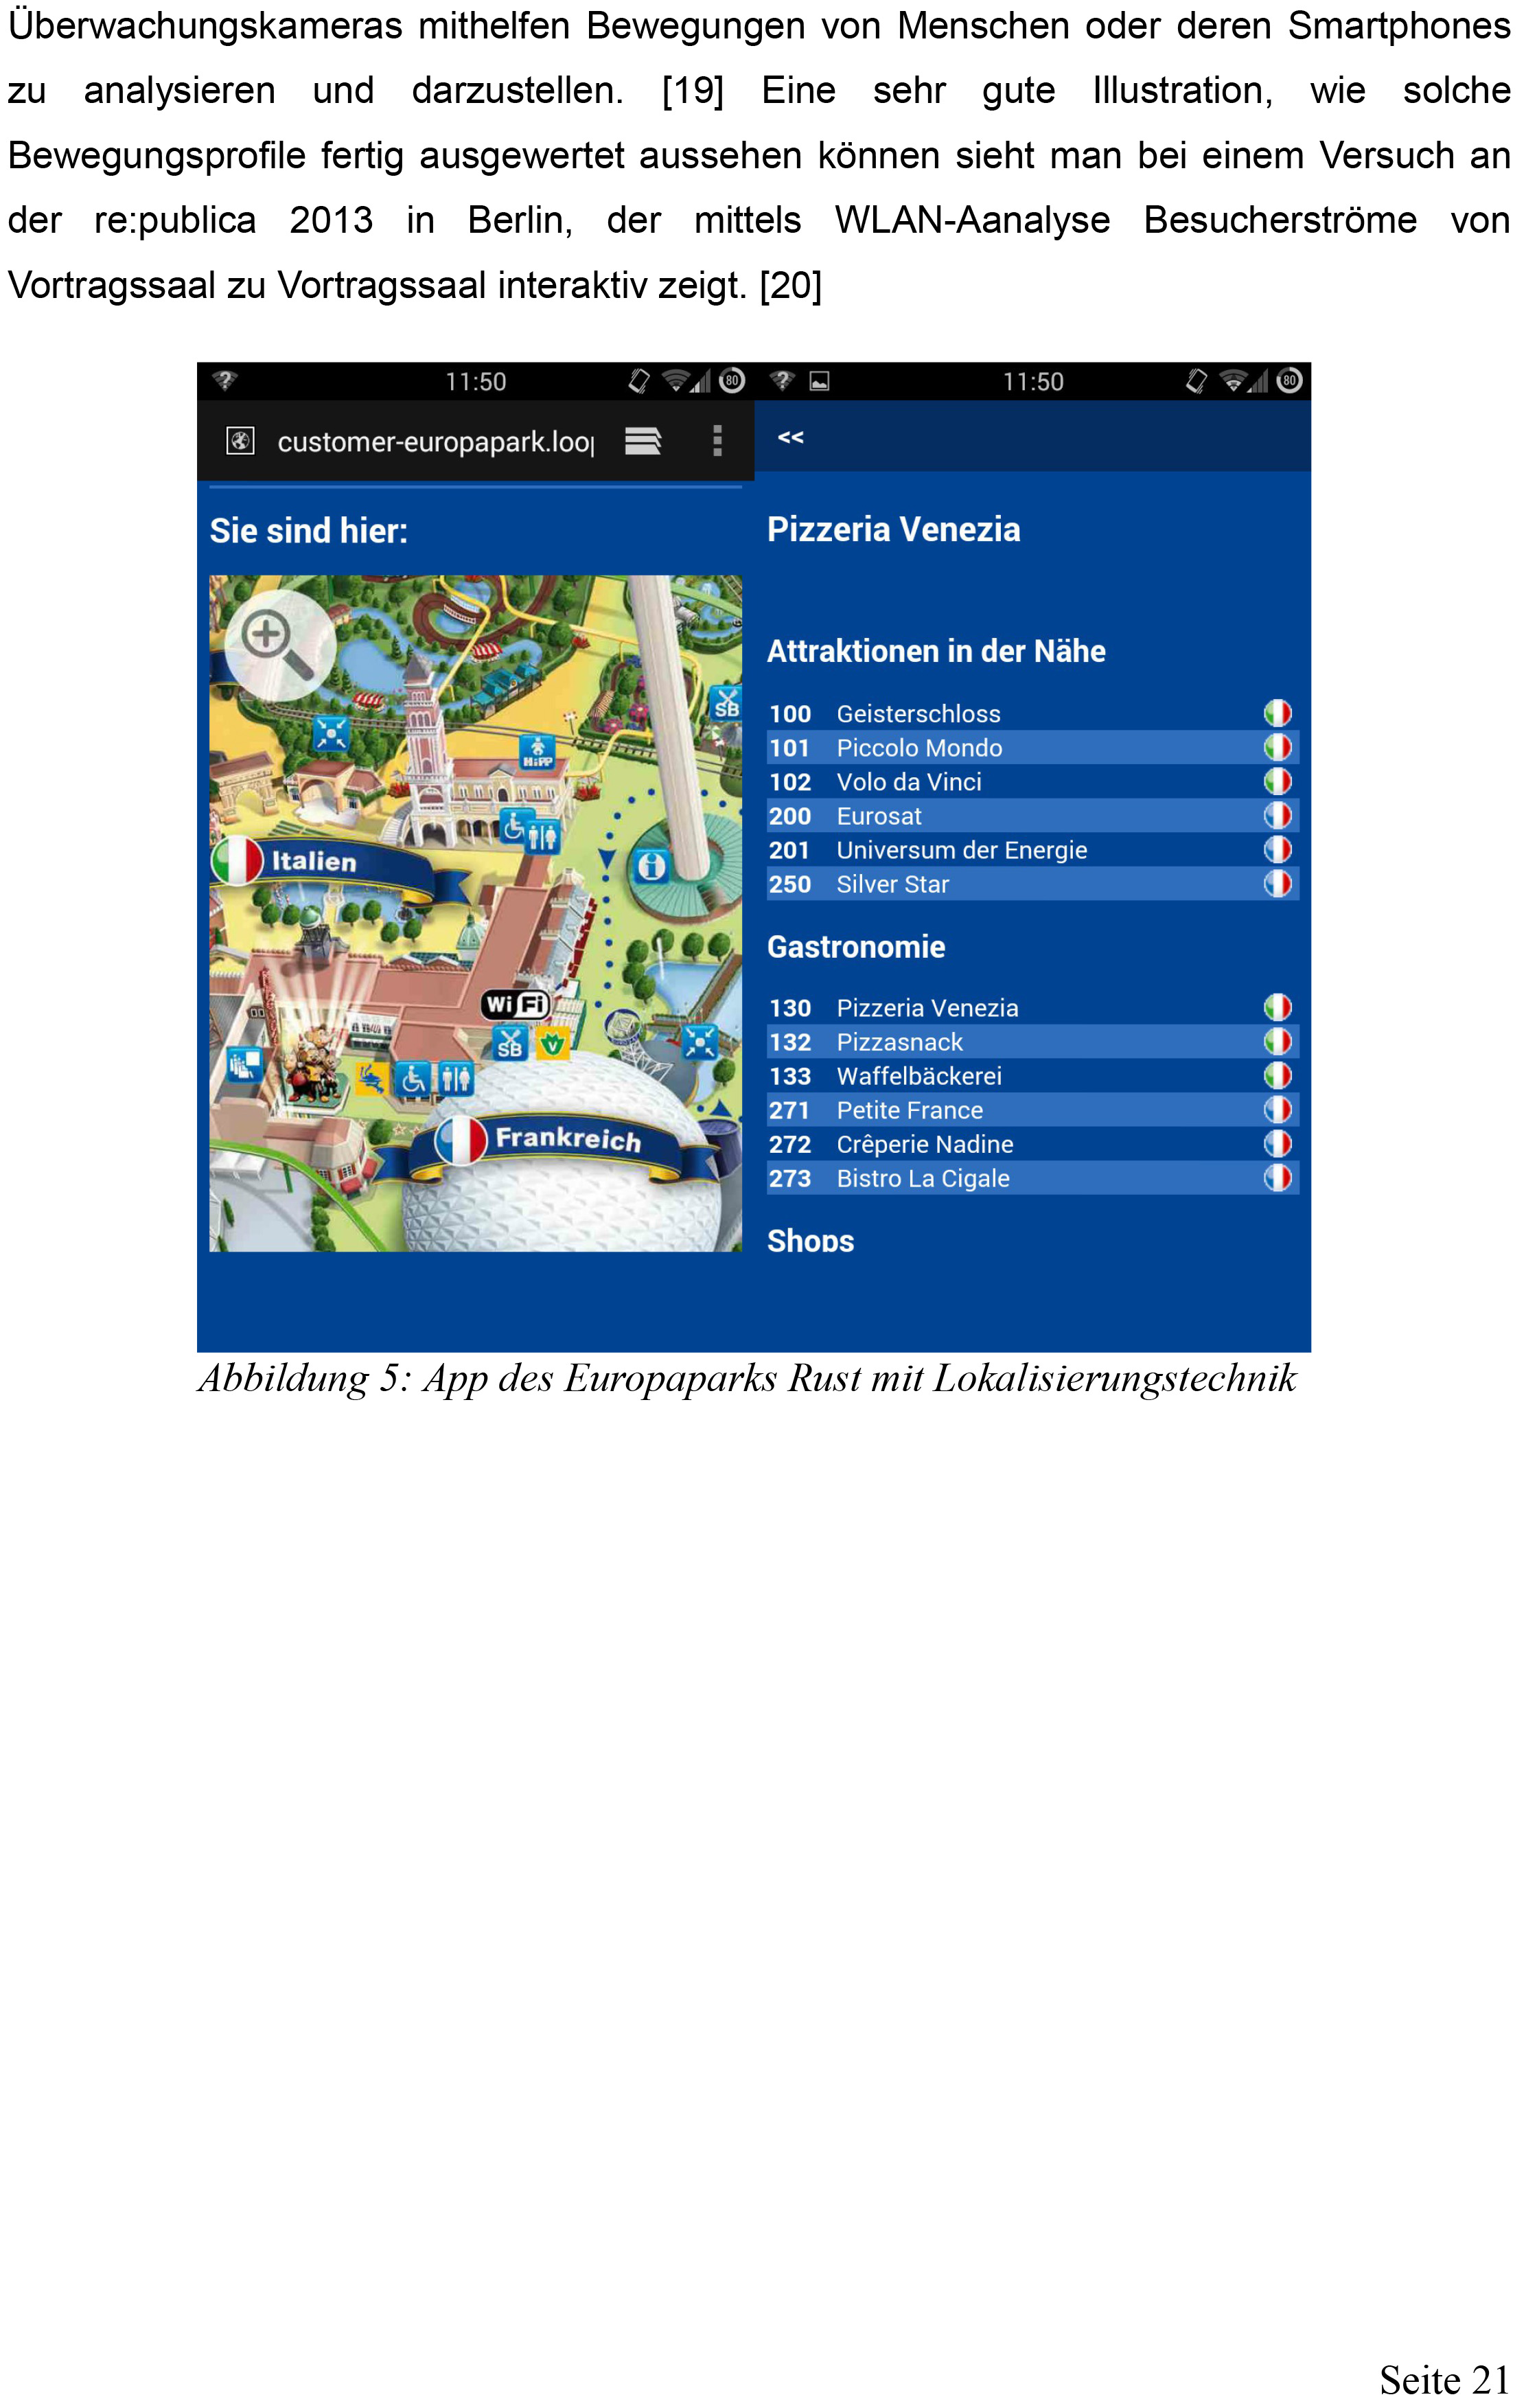 Überwachungskameras mithelfen Bewegungen von Menschen oder deren Smartphones
zu analysieren und darzustellen. [19] Eine sehr gute Illustration, wie solche
Bewegungsprofile fertig ausgewertet aussehen können sieht man bei einem Versuch an
der re:publica 2013 in Berlin, der mittels WLAN-Aanalyse Besucherströme von
Vortragssaal zu Vortragssaal interaktiv zeigt. [20]
11:50
80
customer-europapark.loop
Sie sind hier:
SB
HiPP
Italien
i
WiFi
SB
V
Frankreich
11:50
80
<<
Pizzeria Venezia
Attraktionen in der Nähe
100 Geisterschloss
101 Piccolo Mondo
102 Volo da Vinci
200 Eurosat
201 Universum der Energie
250 Silver Star
Gastronomie
130 Pizzeria Venezia
132 Pizzasnack
133 Waffelbäckerei
271 Petite France
272 Crêperie Nadine
273 Bistro La Cigale
Shops
Abbildung 5: App des Europaparks Rust mit Lokalisierungstechnik
Seite 21